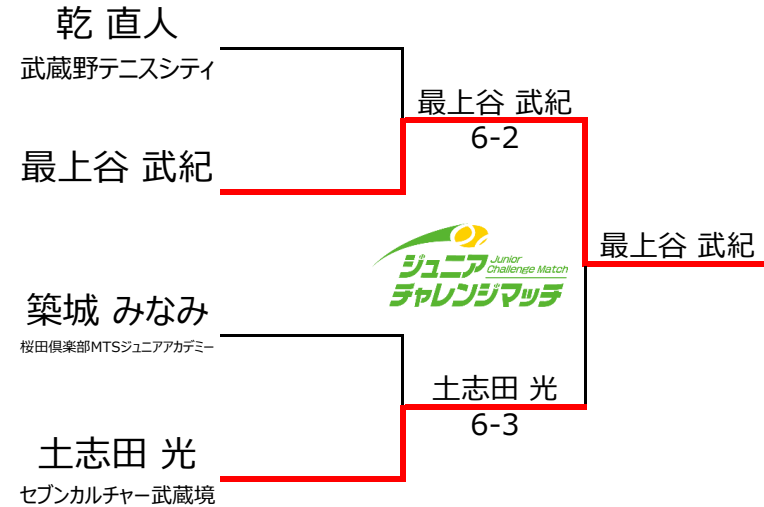 乾 直人
武蔵野テニスシティ
最上谷 武紀
6-2
最上谷 武紀
最上谷 武紀
ジュニア Junior Challenge Match
チャレンジマッチ
築城 みなみ
桜田倶楽部MTSジュニアアカデミー
土志田 光
6-3
土志田 光
セブンカルチャー武蔵境